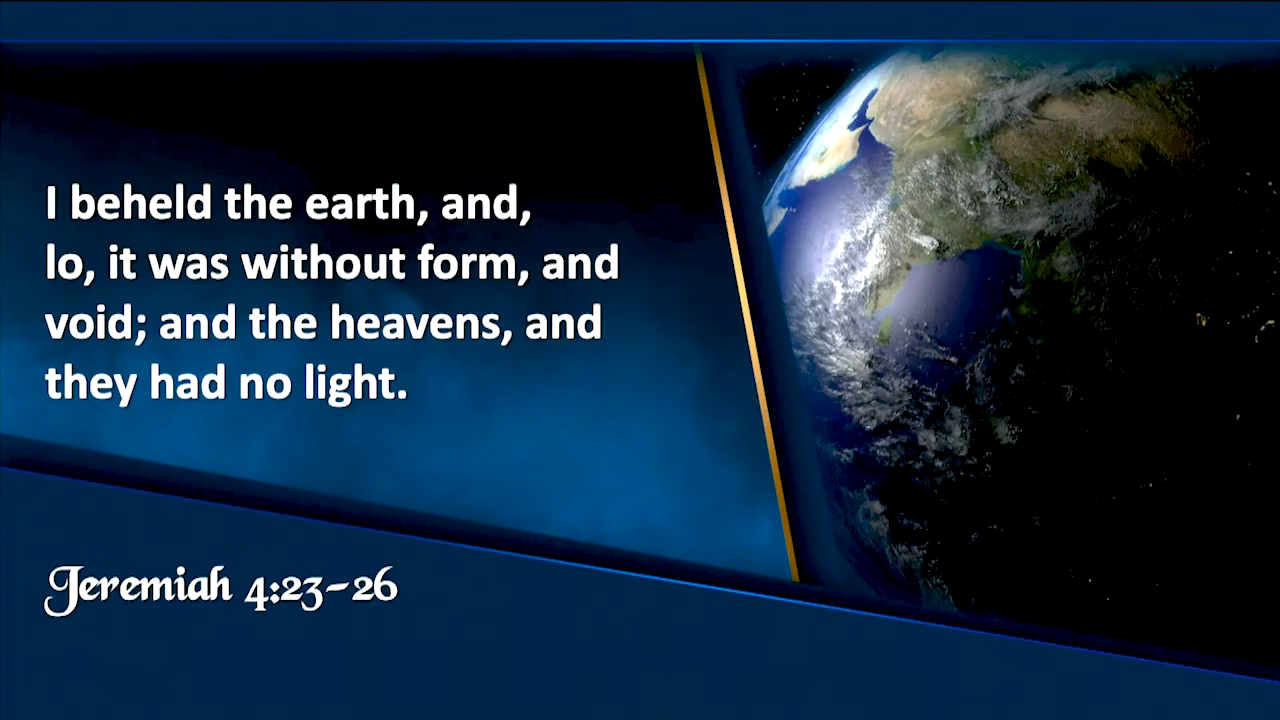 I beheld the earth, and,
lo, it was without form, and
void; and the heavens, and
they had no light.
Jeremiah 4:23-26